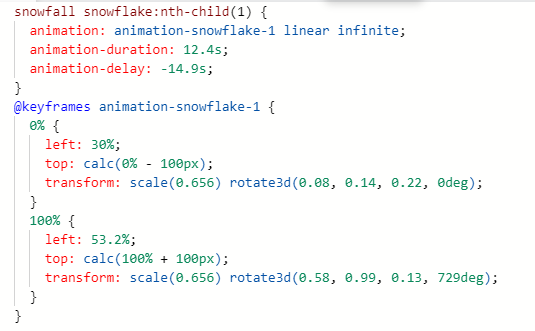 snowfall snowflake:nth-child(1) {
  animation: animation-snowflake-1 linear infinite;
  animation-duration: 12.4s;
  animation-delay: -14.9s;
}
@keyframes animation-snowflake-1 {
  0% {
    left: 30%;
    top: calc(0% - 100px);
    transform: scale(0.656) rotate3d(0.08, 0.14, 0.22, 0deg);
  }
  100% {
    left: 53.2%;
    top: calc(100% + 100px);
    transform: scale(0.656) rotate3d(0.58, 0.99, 0.13, 729deg);
  }
}